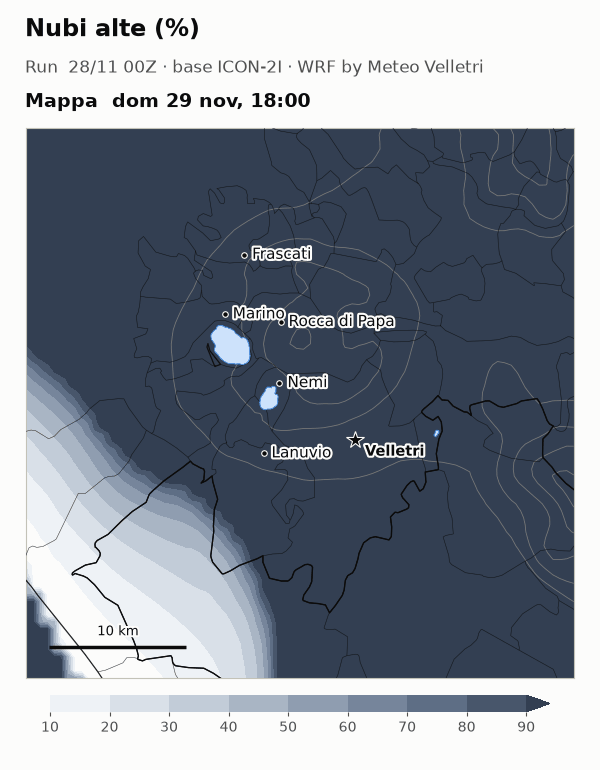 Nubi alte (%)
Run  28/11 00Z · base ICON-2I · WRF by Meteo Velletri
Mappa  dom 29 nov, 18:00
Frascati
Marino
Rocca di Papa
Nemi
Velletri
Lanuvio
10 km
10 20 30 40 50 60 70 80 90